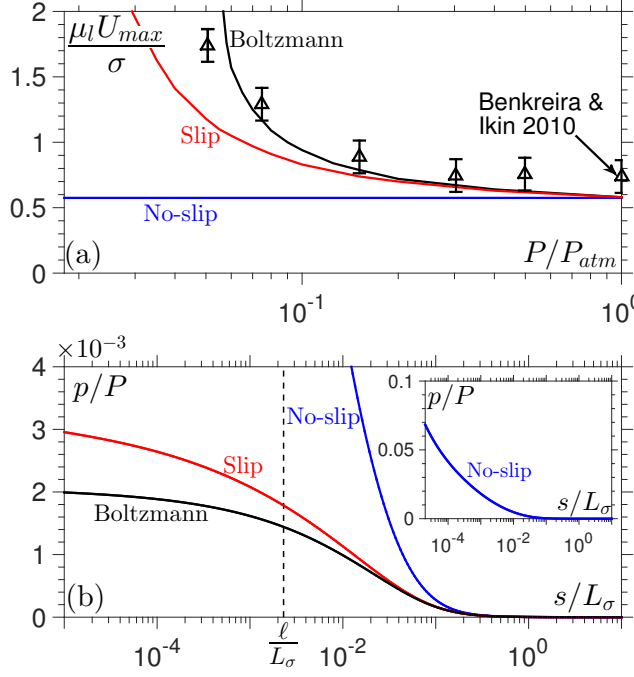 2
μ_l U_max
σ
Boltzmann
1.5
Benkreira &
Ikin 2010
Slip
1
0.5
No-slip
(a)
P/P_atm
0
10^-1
10^0
×10^-3
4
p/P
No-slip
0.1
p/P
3
Slip
0.05
No-slip
2
s/L_σ
Boltzmann
0
10^-4
10^-2
10^0
1
(b)
s/L_σ
0
10^-4
ℓ
L_σ
10^-2
10^0